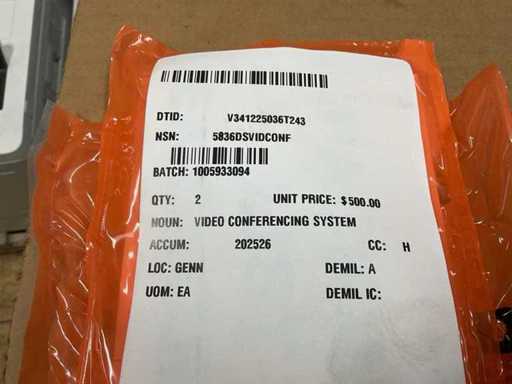 DTID: V341225036T243
NSN: 5836DSVIDCONF
BATCH: 1005933094
QTY: 2 UNIT PRICE: $500.00
NOUN: VIDEO CONFERENCING SYSTEM
ACCUM: 202526 CC: H
LOC: GENN DEMIL: A
UOM: EA DEMIL IC: